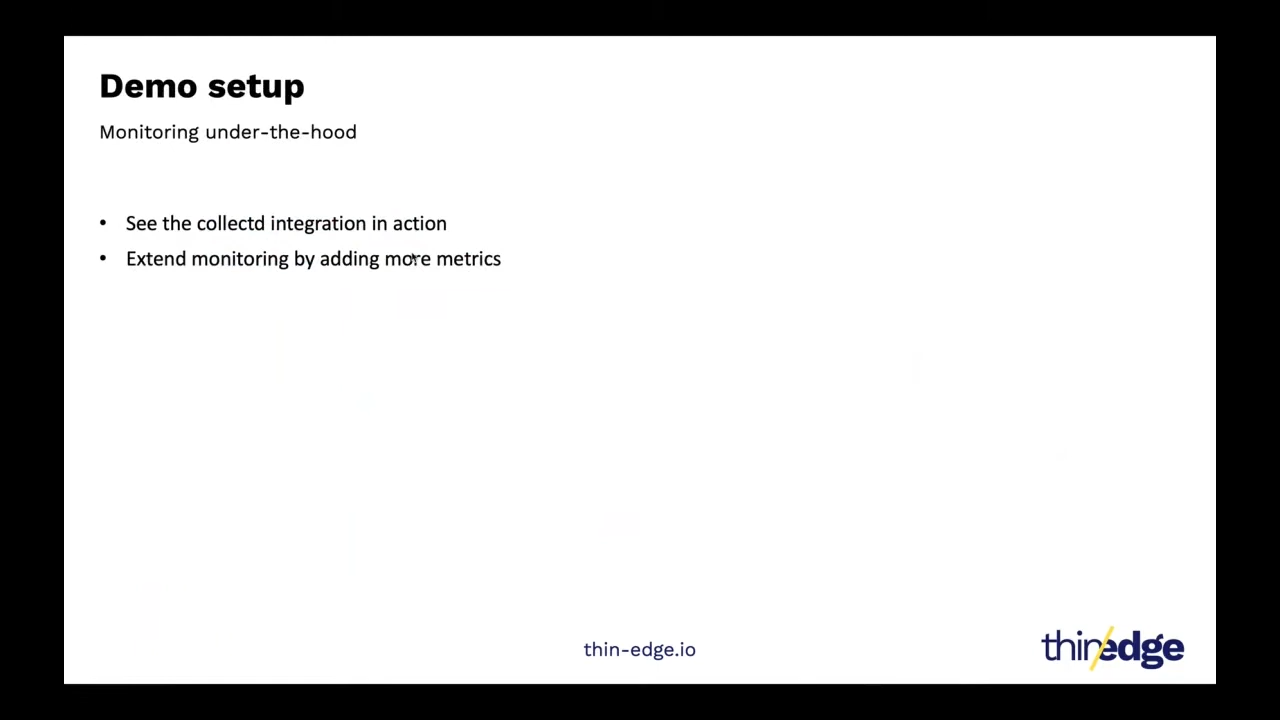 Demo setup
Monitoring under-the-hood
• See the collectd integration in action
• Extend monitoring by adding more metrics
thin-edge.io
thin/edge